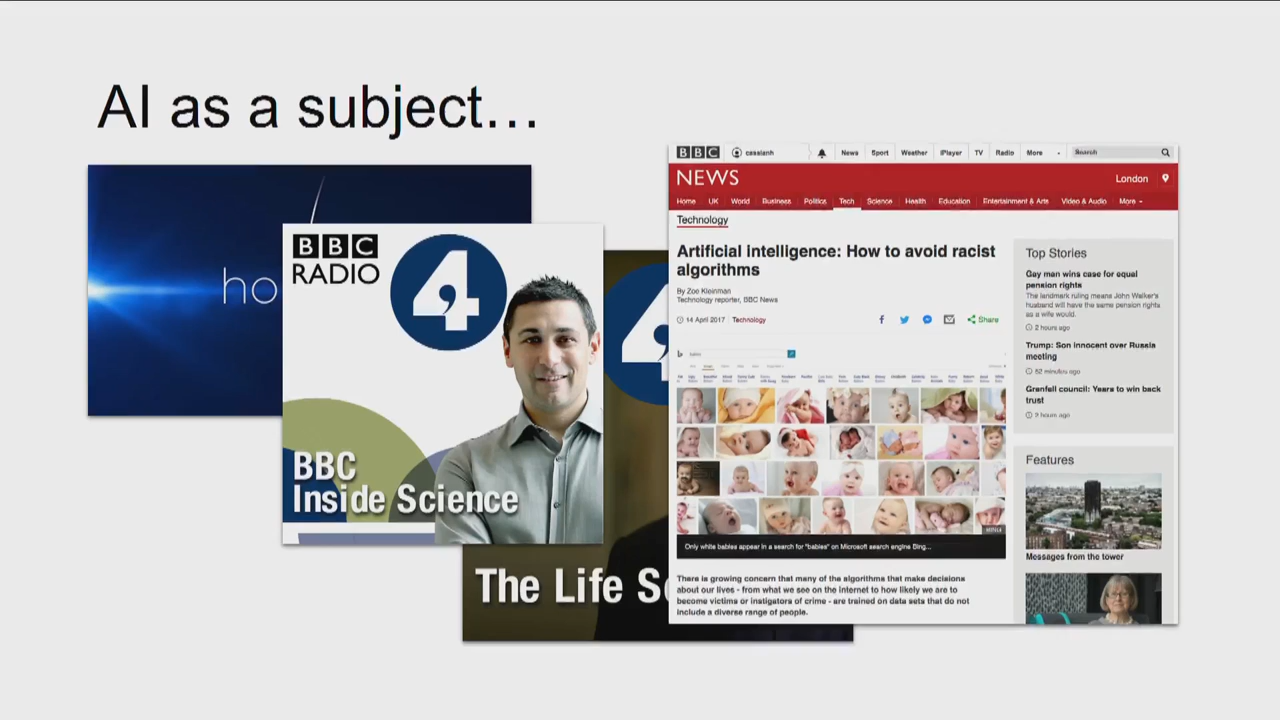 AI as a subject…
ho
BBC
RADIO
4
BBC
Inside Science
4
The Life S
BBC
cassianh
News Sport Weather iPlayer TV Radio More
Search
NEWS
London
Home UK World Business Politics Tech Science Health Education Entertainment & Arts Video & Audio More
Technology
Artificial intelligence: How to avoid racist
algorithms
By Zoe Kleinman
Technology reporter, BBC News
14 April 2017 Technology
Share
Only white babies appear in a search for "babies" on Microsoft search engine Bing...
There is growing concern that many of the algorithms that make decisions
about our lives - from what we see on the internet to how likely we are to
become victims or instigators of crime - are trained on data sets that do not
include a diverse range of people.
Top Stories
Gay man wins case for equal
pension rights
The landmark ruling means John Walker's
husband will have the same pension rights
as a wife would.
2 hours ago
Trump: Son innocent over Russia
meeting
52 minutes ago
Grenfell council: Years to win back
trust
9 hours ago
Features
Messages from the tower